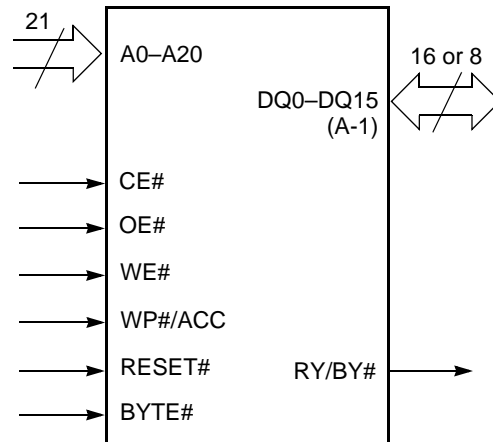 21
A0–A20
16 or 8
DQ0–DQ15
(A-1)
CE#
OE#
WE#
WP#/ACC
RESET#
RY/BY#
BYTE#